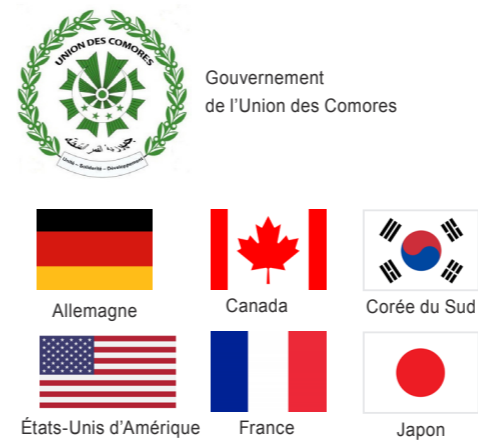 UNION DES COMORES
Unité - Solidarité - Développement
Gouvernement
de l’Union des Comores
Allemagne
Canada
Corée du Sud
États-Unis d’Amérique
France
Japon